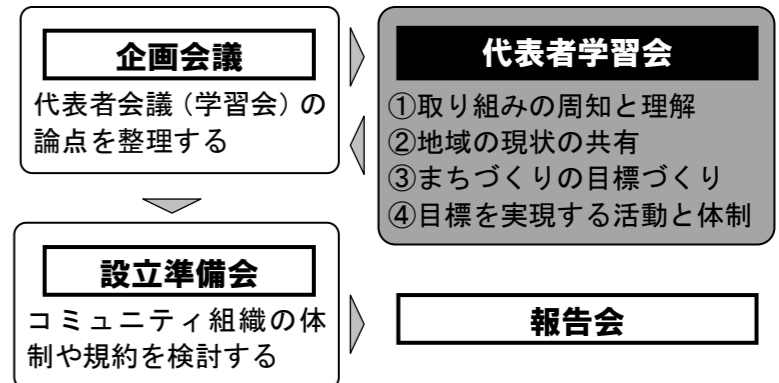 企画会議
代表者会議（学習会）の
論点を整理する
代表者学習会
①取り組みの周知と理解
②地域の現状の共有
③まちづくりの目標づくり
④目標を実現する活動と体制
設立準備会
コミュニティ組織の体
制や規約を検討する
報告会